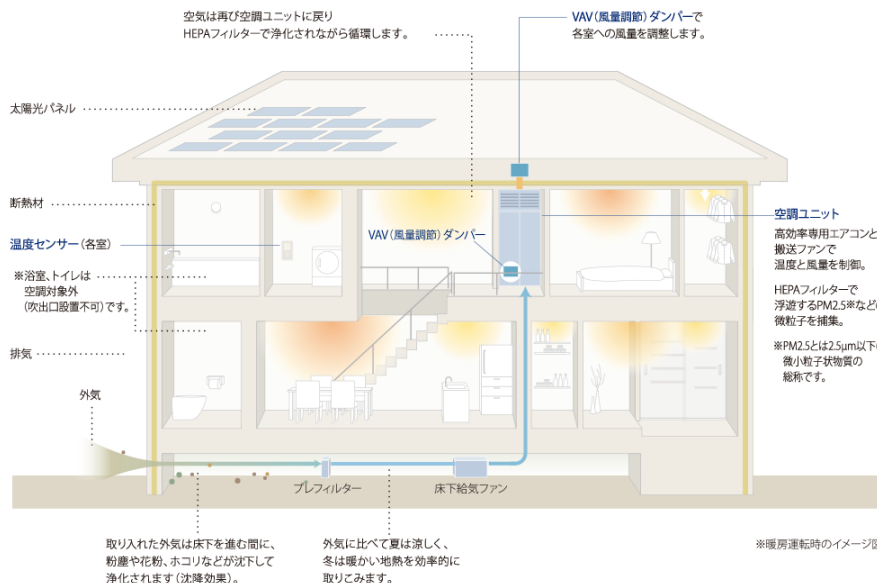 空気は再び空調ユニットに戻り
HEPAフィルターで浄化されながら循環します。
VAV(風量調節)ダンパーで
各室への風量を調整します。
太陽光パネル
断熱材
温度センサー(各室)
※浴室、トイレは
空調対象外
(吹出口設置不可)です。
排気
外気
VAV(風量調節)ダンパー
空調ユニット
高効率専用エアコンと
搬送ファンで
温度と風量を制御。
HEPAフィルターで
浮遊するPM2.5※などの
微粒子を捕集。
※PM2.5とは2.5μm以下の
微小粒子状物質の
総称です。
プレフィルター
床下給気ファン
取り入れた外気は床下を進む間に、
粉塵や花粉、ホコリなどが沈下して
浄化されます(沈降効果)。
外気に比べて夏は涼しく、
冬は暖かい地熱を効率的に
取りこみます。
※暖房運転時のイメージ図